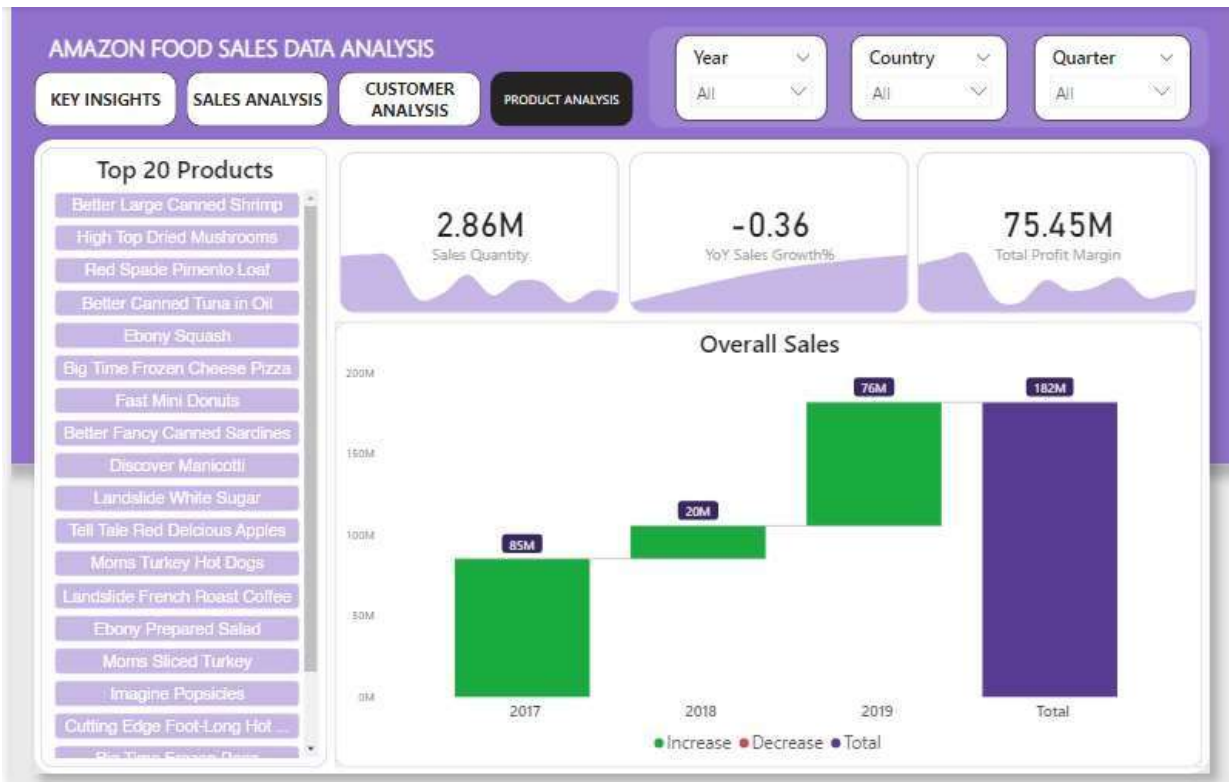 AMAZON FOOD SALES DATA ANALYSIS
KEY INSIGHTS
SALES ANALYSIS
CUSTOMER
ANALYSIS
PRODUCT ANALYSIS
Year
All
Country
All
Quarter
All
Top 20 Products
Better Large Canned Shrimp
High Top Dried Mushrooms
Red Spade Pimento Loaf
Better Canned Tuna in Oil
Ebony Squash
Big Time Frozen Cheese Pizza
Fast Mini Donuts
Better Fancy Canned Sardines
Discover Manicotti
Landslide White Sugar
Tell Tale Red Delcious Apples
Moms Turkey Hot Dogs
Landslide French Roast Coffee
Ebony Prepared Salad
Moms Sliced Turkey
Imagine Popsicles
Cutting Edge Foot-Long Hot ...
Big Time Frozen
2.86M
Sales Quantity
-0.36
YoY Sales Growth%
75.45M
Total Profit Margin
Overall Sales
200M
150M
100M
50M
0M
85M
20M
76M
182M
2017
2018
2019
Total
Increase
Decrease
Total